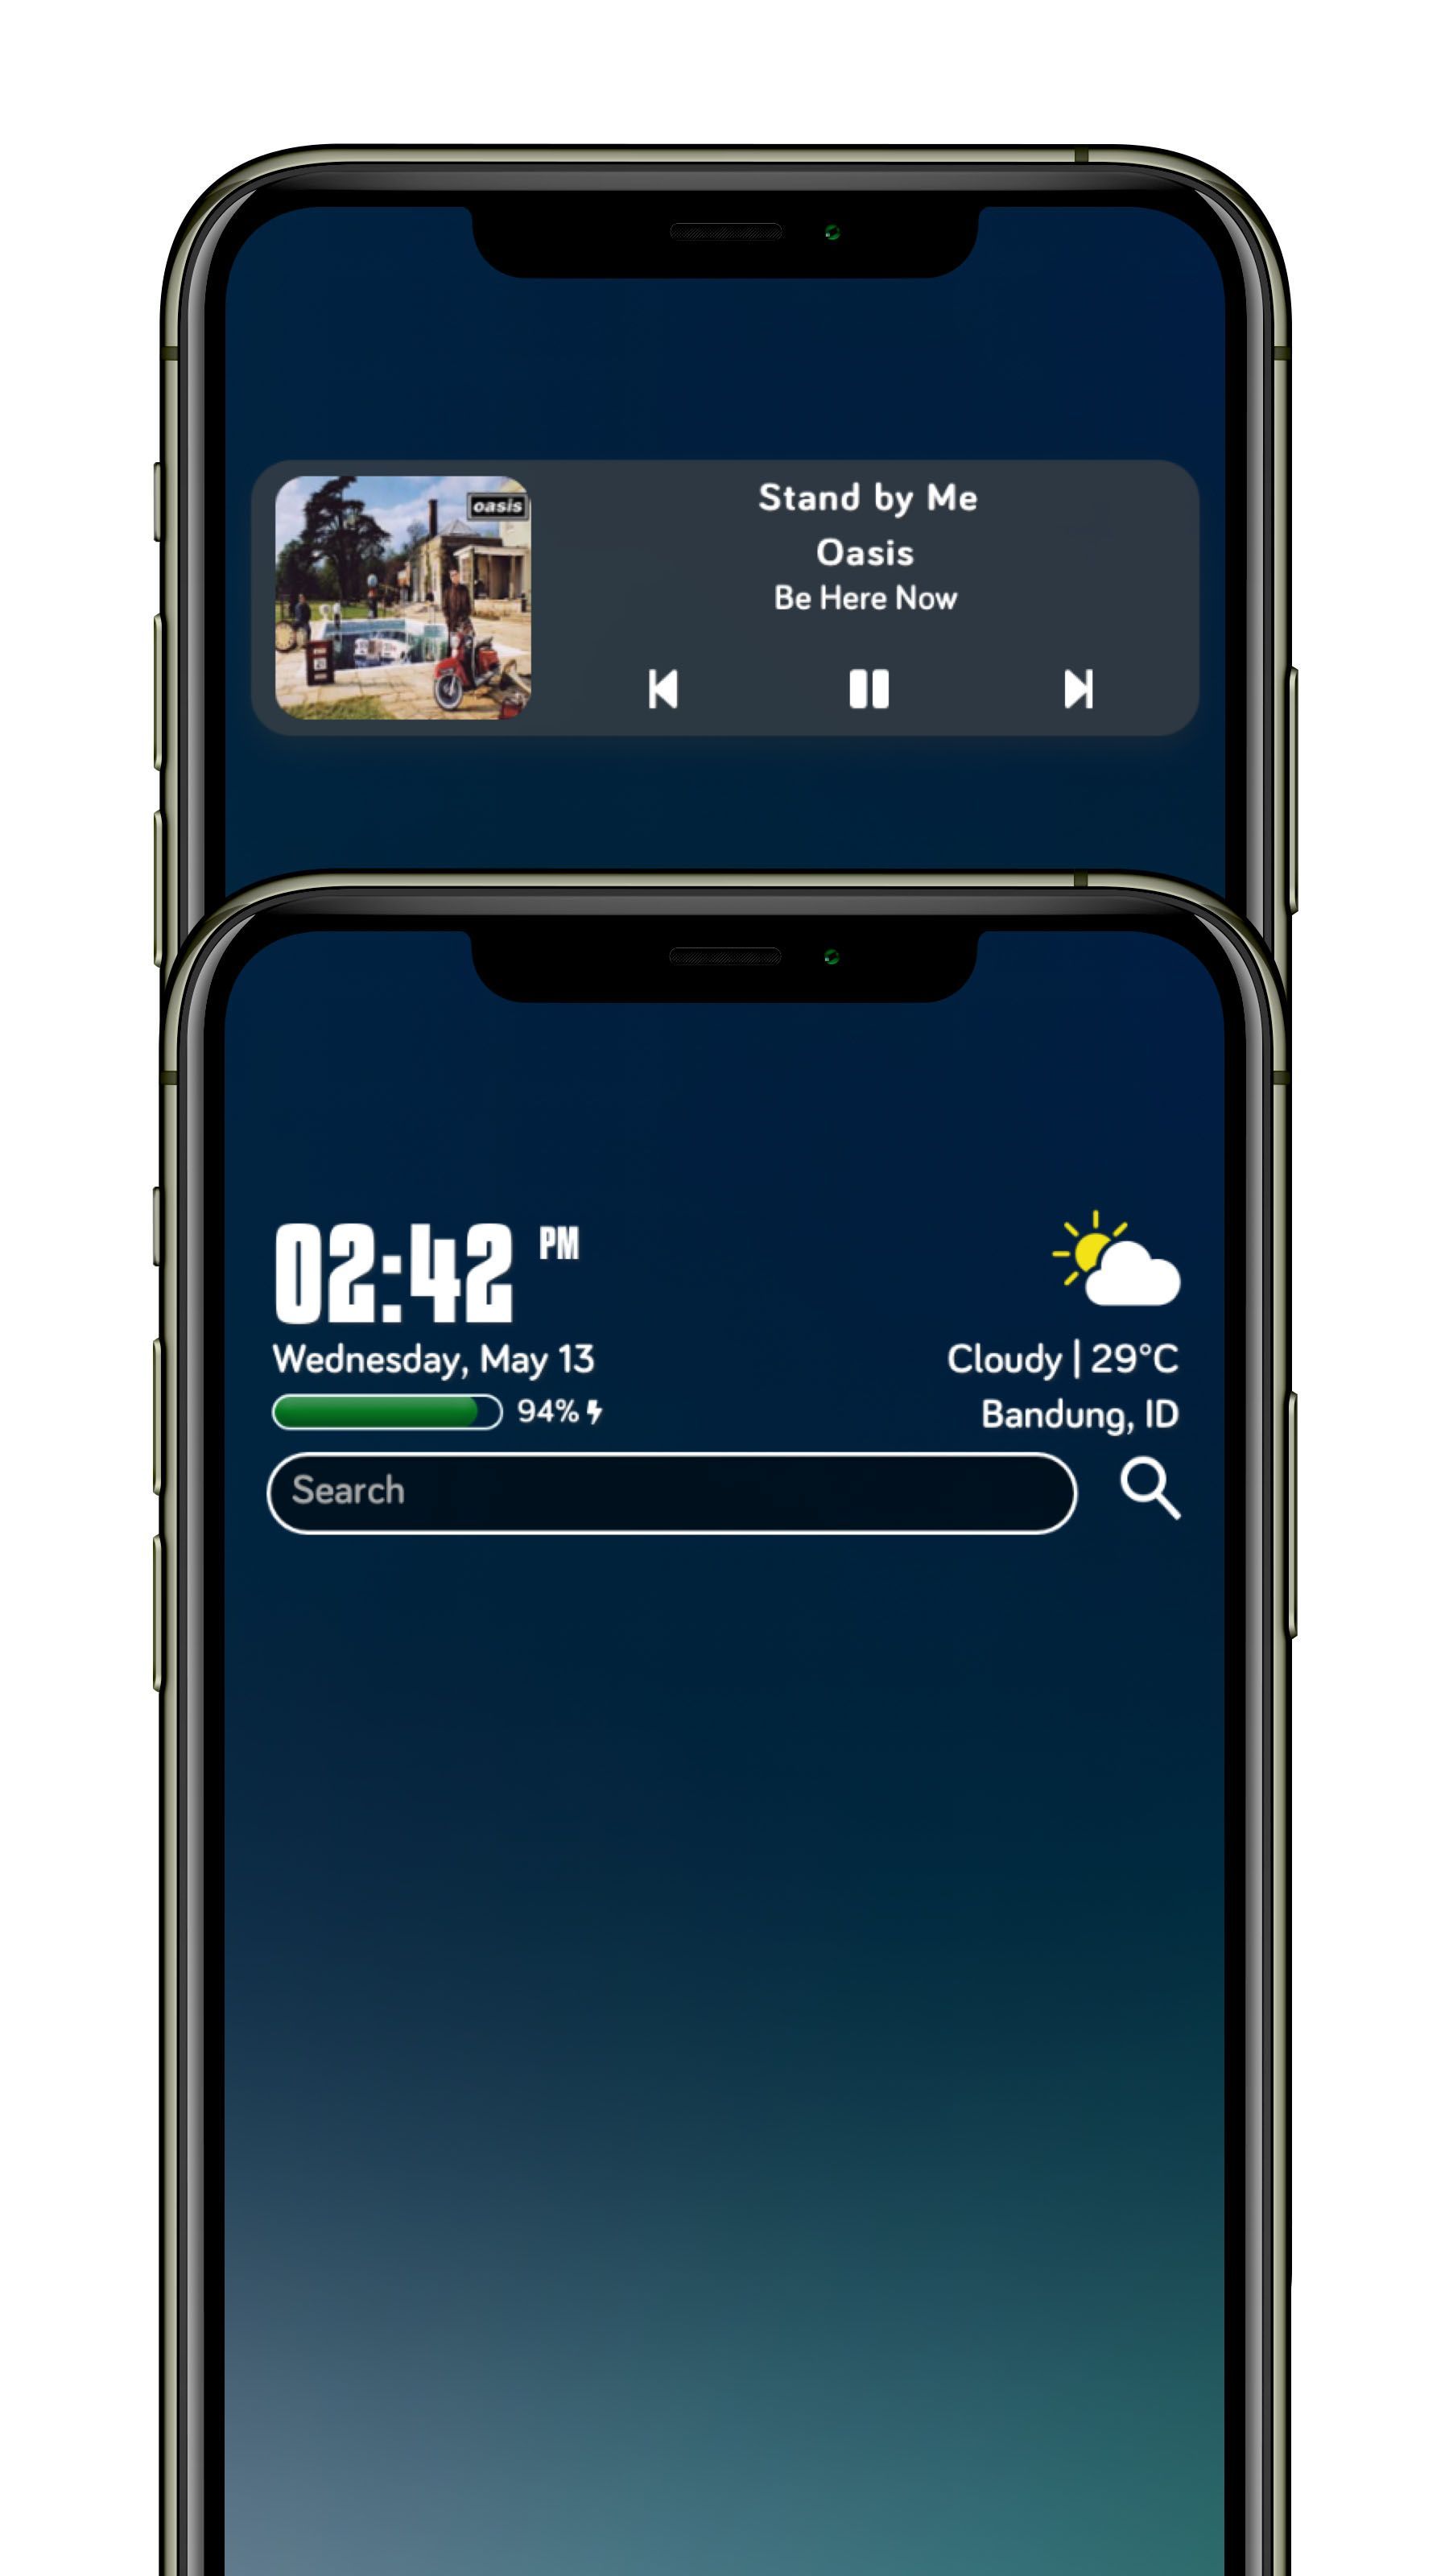 oasis
Stand by Me
Oasis
Be Here Now
02:42 PM
Wednesday, May 13
94%
Cloudy | 29°C
Bandung, ID
Search